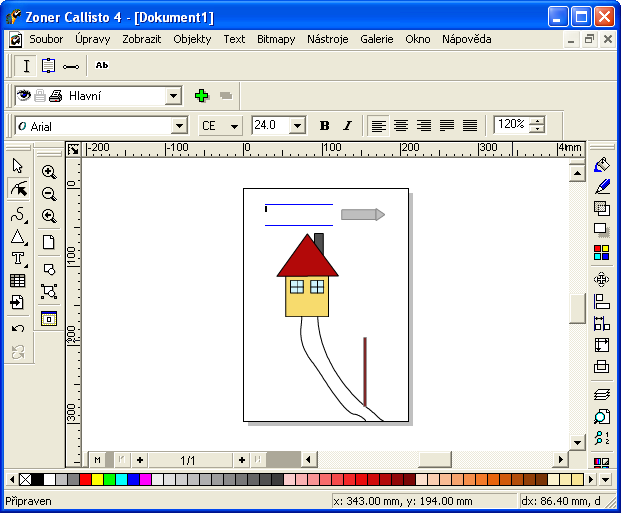 Zoner Callisto 4 - [Dokument1]
Soubor Úpravy Zobrazit Objekty Text Bitmapy Nástroje Galerie Okno Nápověda
Ab
Hlavní
O Arial CE 24.0 B I 120%
-200 -100 0 100 200 300 4 mm
0
100
200
300
M 1/1
Připraven x: 343.00 mm, y: 194.00 mm dx: 86.40 mm, d